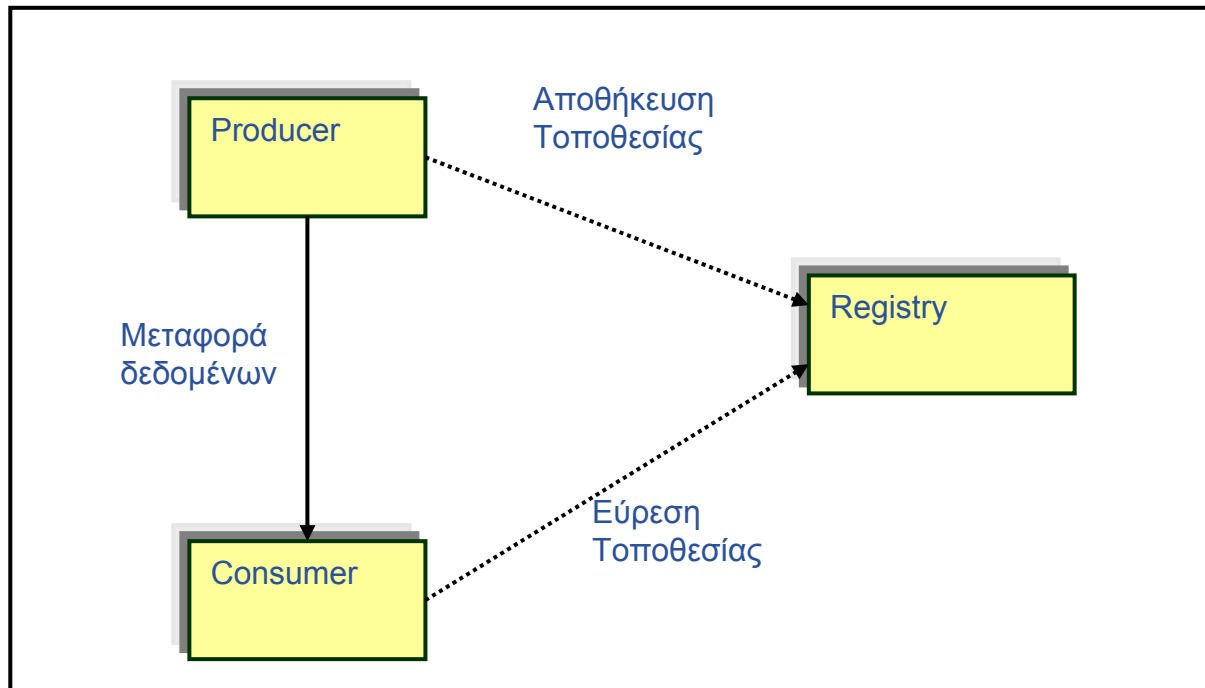 Producer
Αποθήκευση
Τοποθεσίας
Registry
Μεταφορά
δεδομένων
Εύρεση
Τοποθεσίας
Consumer